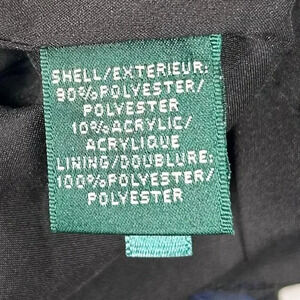 SHELL/EXTERIEUR:
90%POLYESTER/
POLYESTER
10%ACRYLIC/
ACRYLIQUE
LINING/DOUBLURE:
100%POLYESTER/
POLYESTER